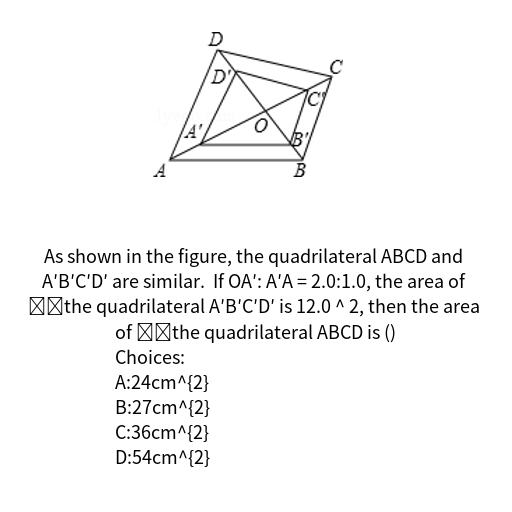 D
C
D'
C'
O
A'
B'
A
B
As shown in the figure, the quadrilateral ABCD and
A′B′C′D′ are similar. If OA′: A′A = 2.0:1.0, the area of
the quadrilateral A′B′C′D′ is 12.0 ^ 2, then the area
of the quadrilateral ABCD is ()
Choices:
A:24cm^{2}
B:27cm^{2}
C:36cm^{2}
D:54cm^{2}